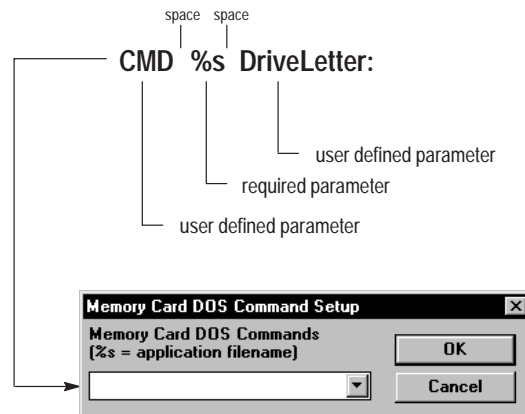 space space
CMD %s DriveLetter:
user defined parameter
required parameter
user defined parameter
Memory Card DOS Command Setup
Memory Card DOS Commands
(%s = application filename)
OK
Cancel